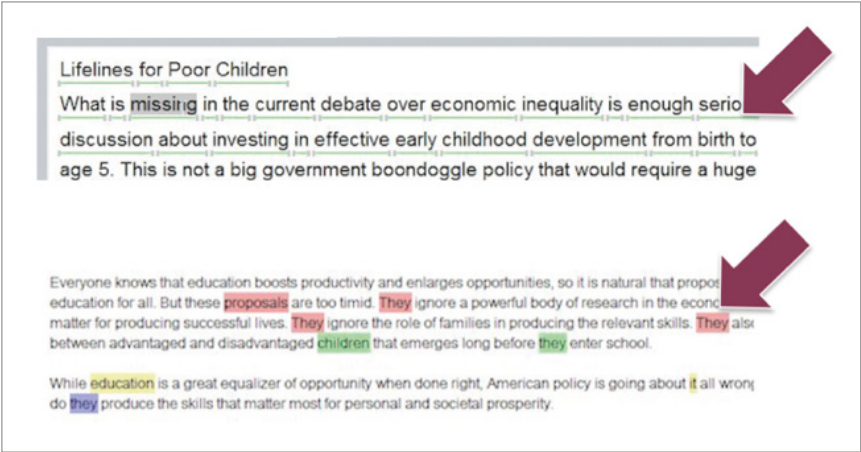 Lifelines for Poor Children
What is missing in the current debate over economic inequality is enough
discussion about investing in effective early childhood development from birth to
age 5. This is not a big government boondoggle policy that would require a huge
Everyone knows that education boosts productivity and enlarges opportunities, so it is natural that
education for all. But these proposals are too timid. They ignore a powerful body of research in the
matter for producing successful lives. They ignore the role of families in producing the relevant skills. They
between advantaged and disadvantaged children that emerges long before they enter school.
While education is a great equalizer of opportunity when done right, American policy is going about it all
do they produce the skills that matter most for personal and societal prosperity.